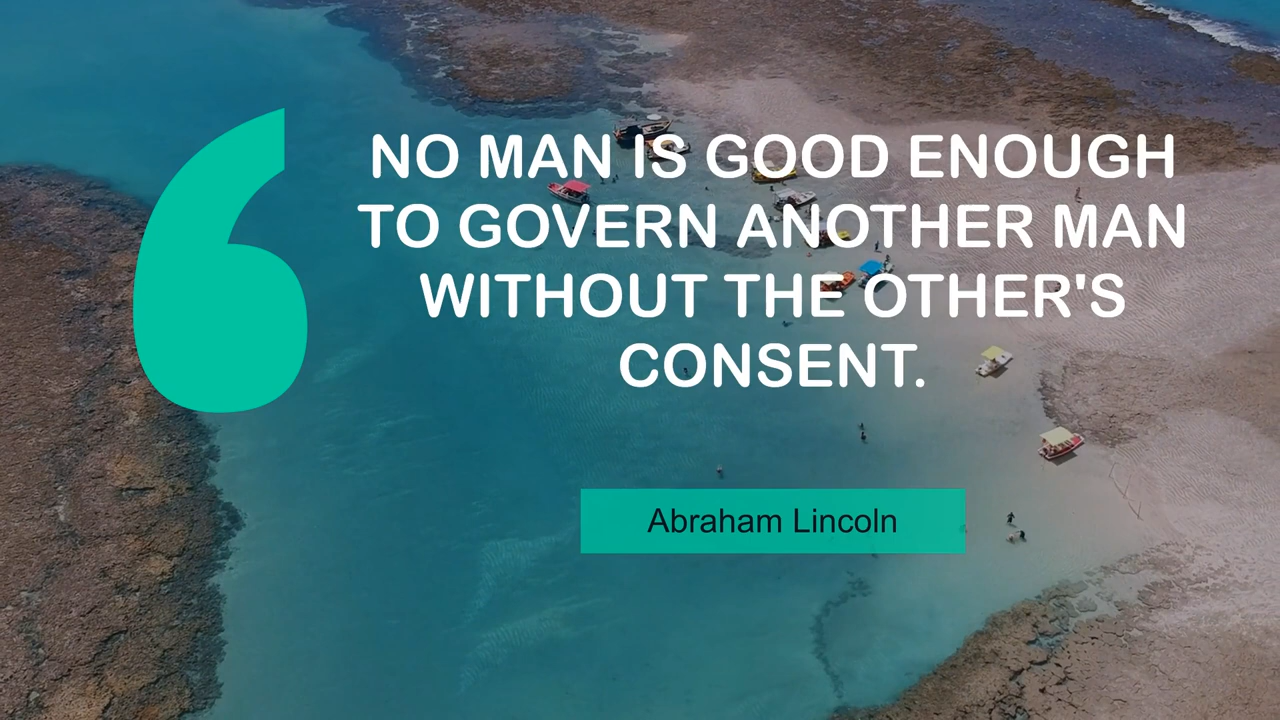 NO MAN IS GOOD ENOUGH
TO GOVERN ANOTHER MAN
WITHOUT THE OTHER'S
CONSENT.
Abraham Lincoln